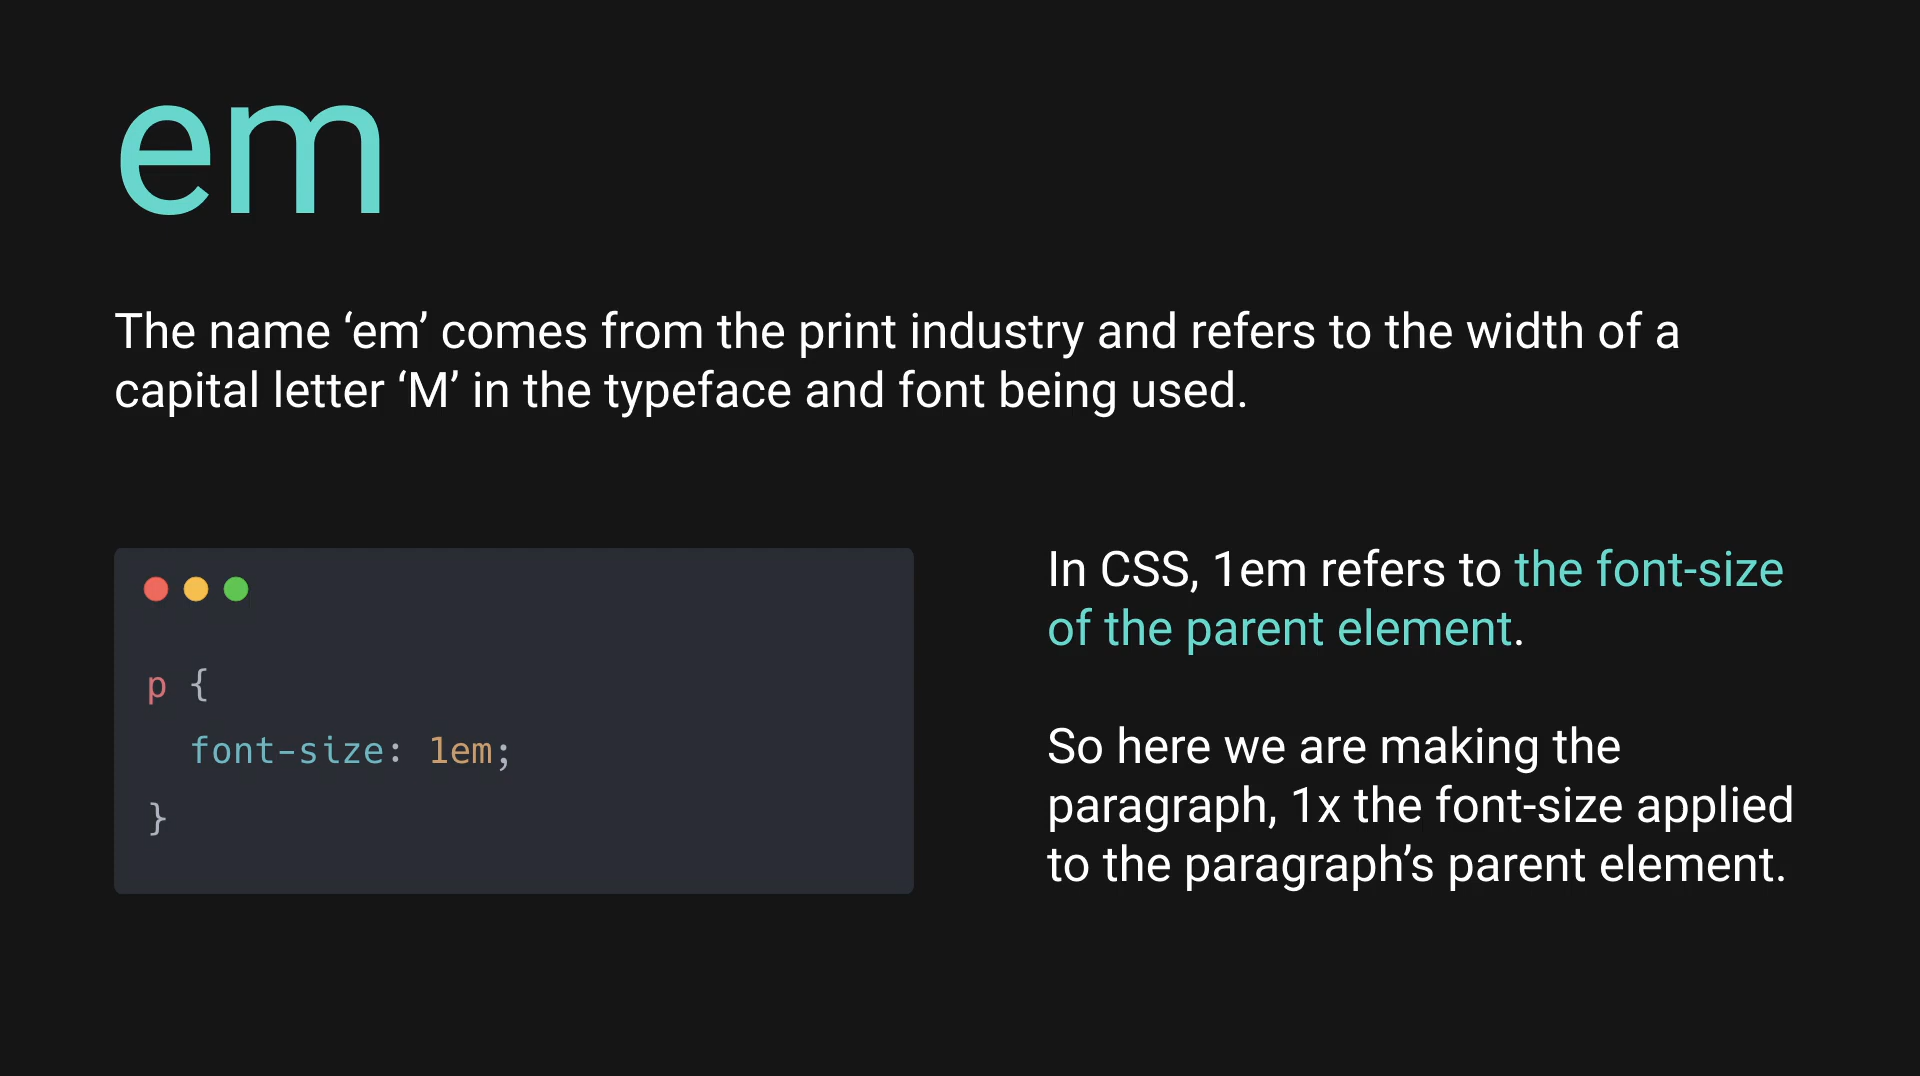 em
The name ‘em’ comes from the print industry and refers to the width of a
capital letter ‘M’ in the typeface and font being used.
p {
  font-size: 1em;
}
In CSS, 1em refers to the font-size
of the parent element.
So here we are making the
paragraph, 1x the font-size applied
to the paragraph’s parent element.